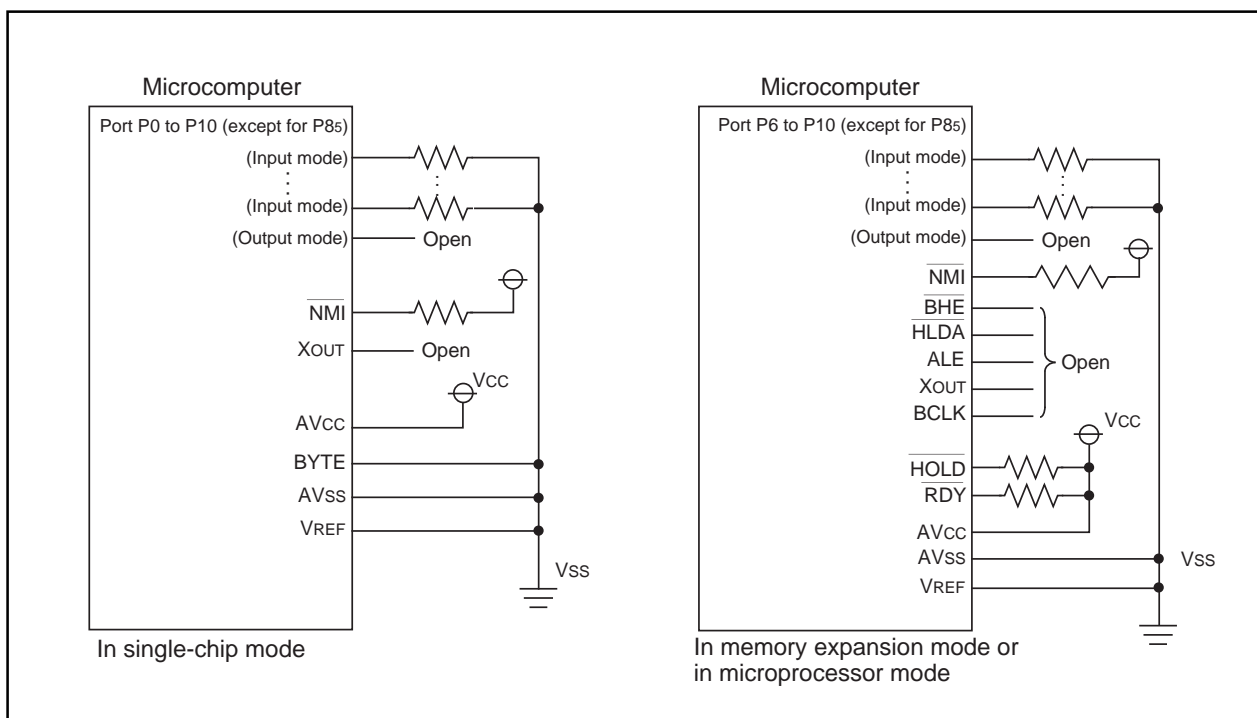 Microcomputer
Port P0 to P10 (except for P85)
(Input mode)
(Input mode)
(Output mode)
Open
NMI
XOUT
Open
VCC
AVCC
BYTE
AVSS
VREF
VSS
In single-chip mode
Microcomputer
Port P6 to P10 (except for P85)
(Input mode)
(Input mode)
(Output mode)
Open
NMI
BHE
HLDA
ALE
Open
XOUT
BCLK
VCC
HOLD
RDY
AVCC
AVSS
VSS
VREF
In memory expansion mode or
in microprocessor mode